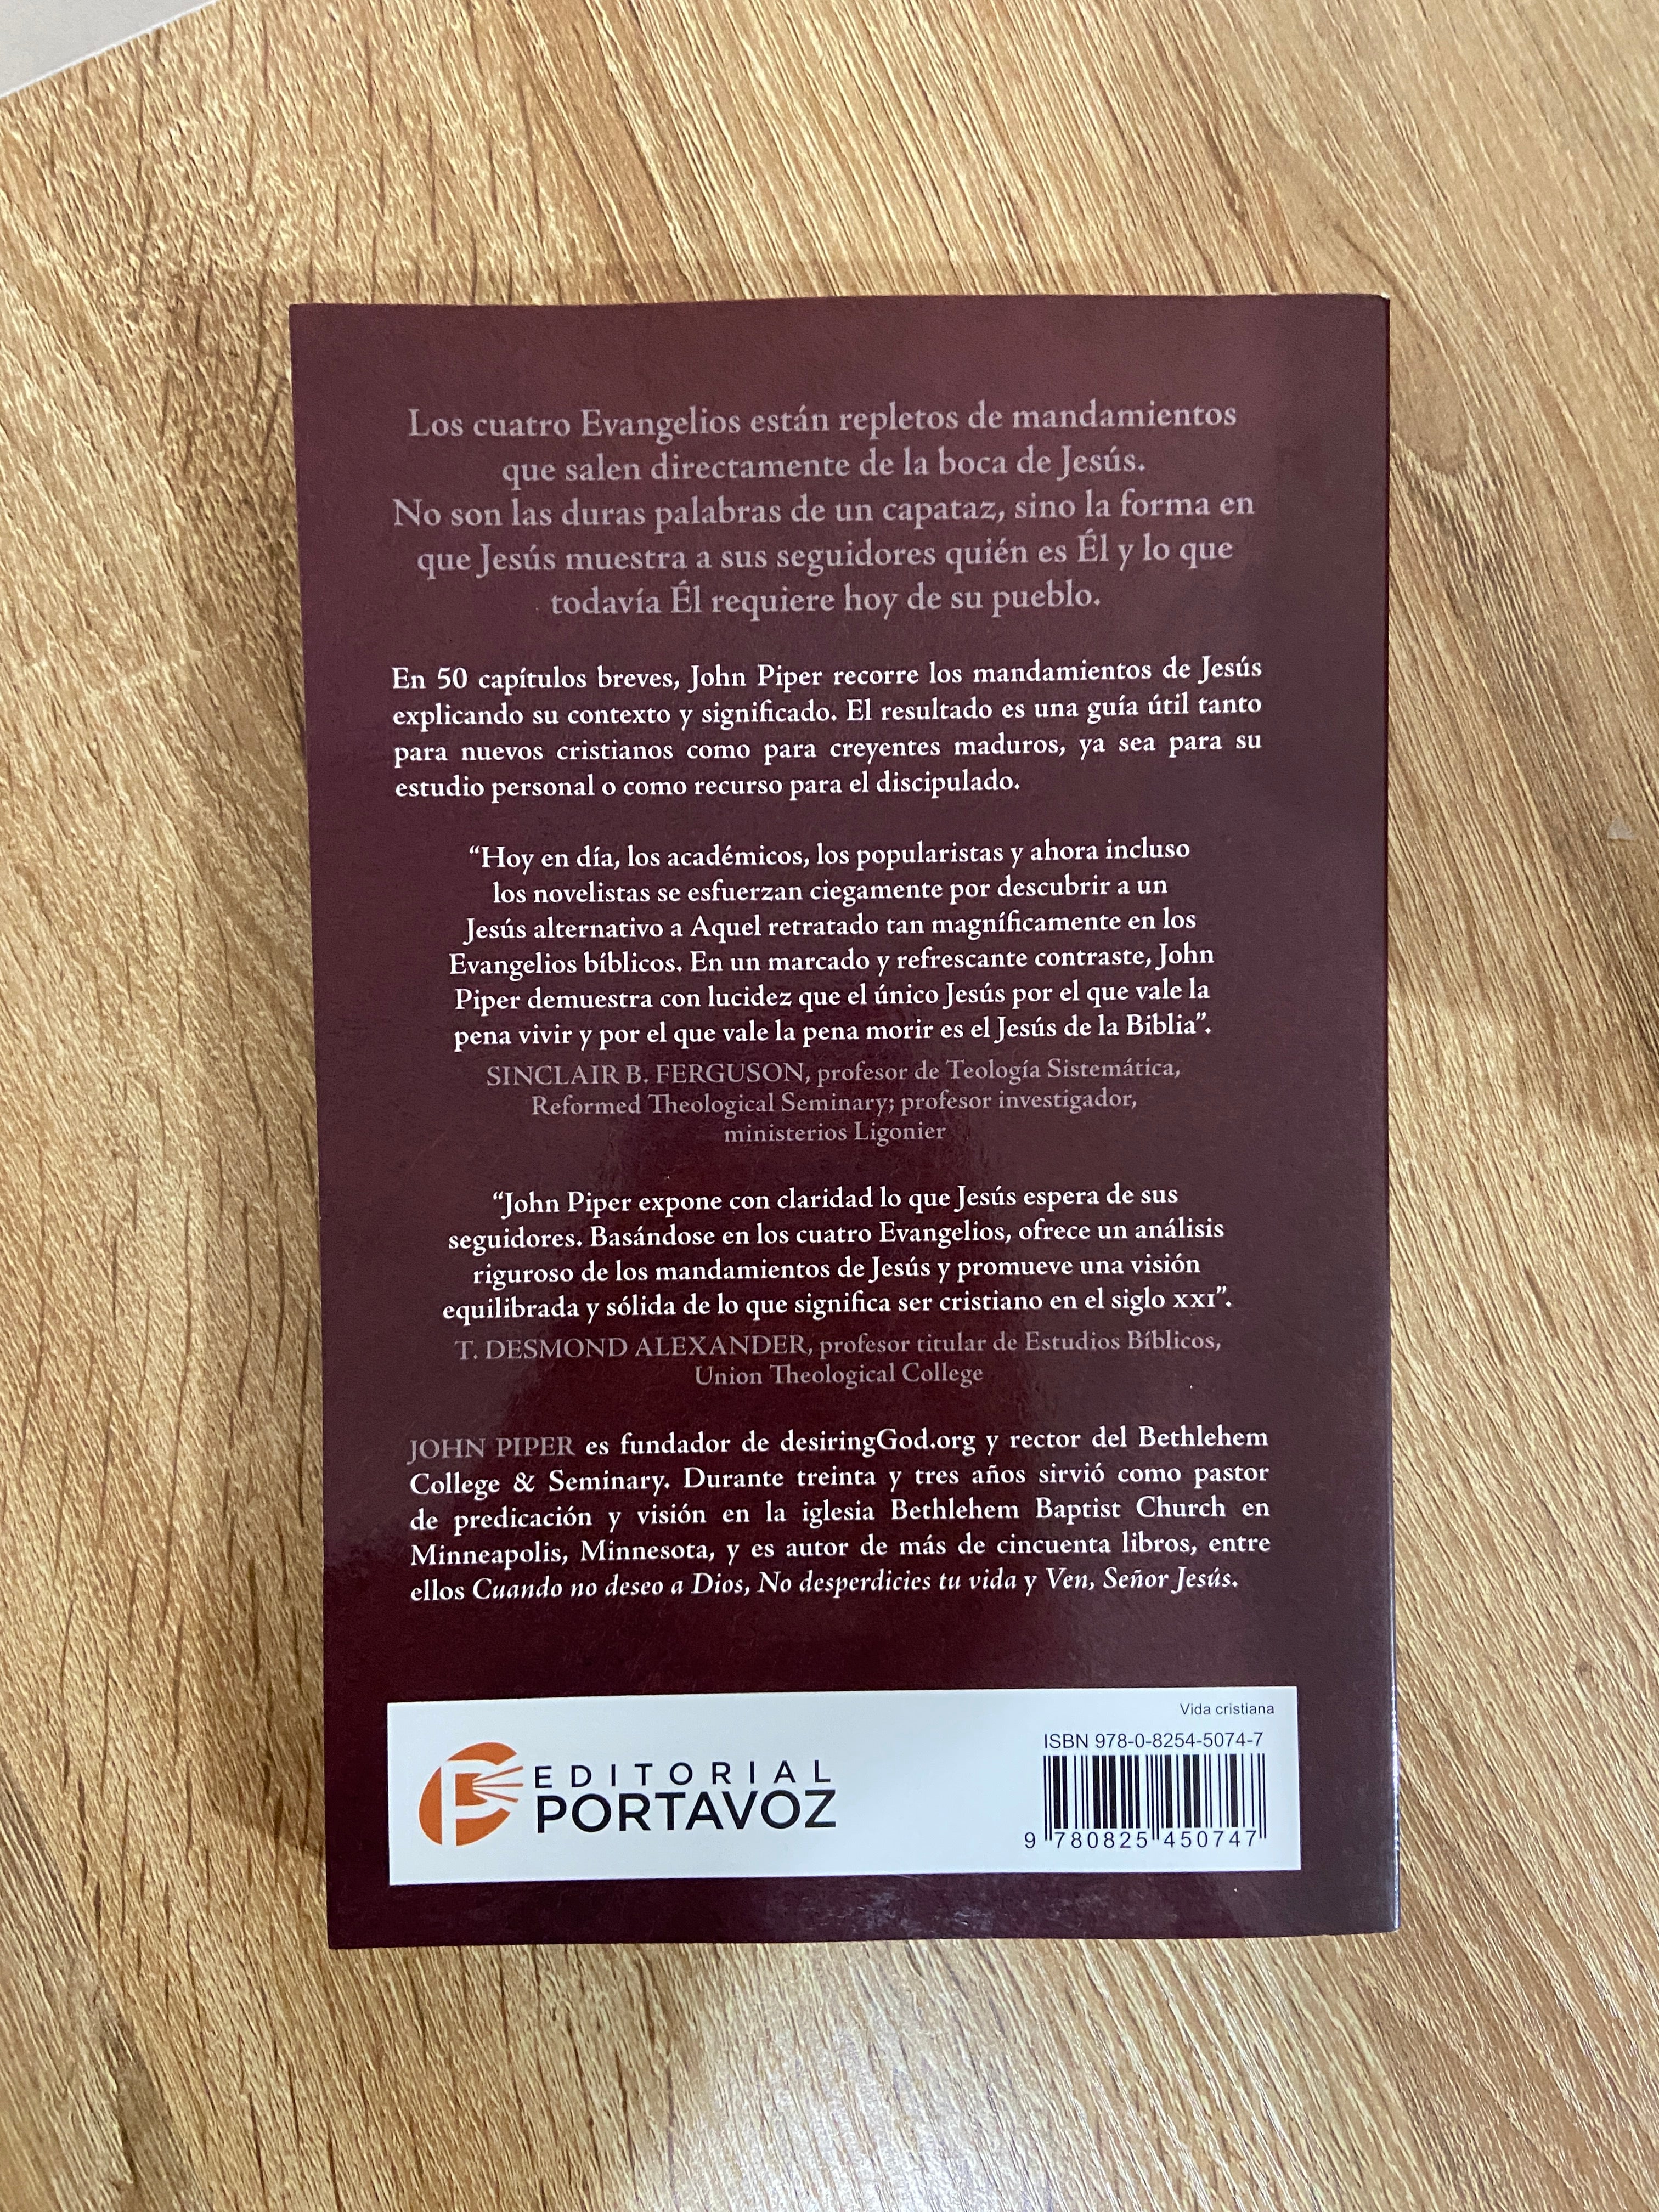 Los cuatro Evangelios están repletos de mandamientos
que salen directamente de la boca de Jesús.
No son las duras palabras de un capataz, sino la forma en
que Jesús muestra a sus seguidores quién es Él y lo que
todavía Él requiere hoy de su pueblo.
En 50 capítulos breves, John Piper recorre los mandamientos de Jesús
explicando su contexto y significado. El resultado es una guía útil tanto
para nuevos cristianos como para creyentes maduros, ya sea para su
estudio personal o como recurso para el discipulado.
“Hoy en día, los académicos, los popularistas y ahora incluso
los novelistas se esfuerzan ciegamente por descubrir a un
Jesús alternativo a Aquel retratado tan magníficamente en los
Evangelios bíblicos. En un marcado y refrescante contraste, John
Piper demuestra con lucidez que el único Jesús por el que vale la
pena vivir y por el que vale la pena morir es el Jesús de la Biblia”.
SINCLAIR B. FERGUSON, profesor de Teología Sistemática,
Reformed Theological Seminary; profesor investigador,
ministerios Ligonier
“John Piper expone con claridad lo que Jesús espera de sus
seguidores. Basándose en los cuatro Evangelios, ofrece un análisis
riguroso de los mandamientos de Jesús y promueve una visión
equilibrada y sólida de lo que significa ser cristiano en el siglo XXI”.
T. DESMOND ALEXANDER, profesor titular de Estudios Bíblicos,
Union Theological College
JOHN PIPER es fundador de desiringGod.org y rector del Bethlehem
College & Seminary. Durante treinta y tres años sirvió como pastor
de predicación y visión en la iglesia Bethlehem Baptist Church en
Minneapolis, Minnesota, y es autor de más de cincuenta libros, entre
ellos Cuando no deseo a Dios, No desperdicies tu vida y Ven, Señor Jesús.
Vida cristiana
EDITORIAL
PORTAVOZ
ISBN 978-0-8254-5074-7
9 780825 450747